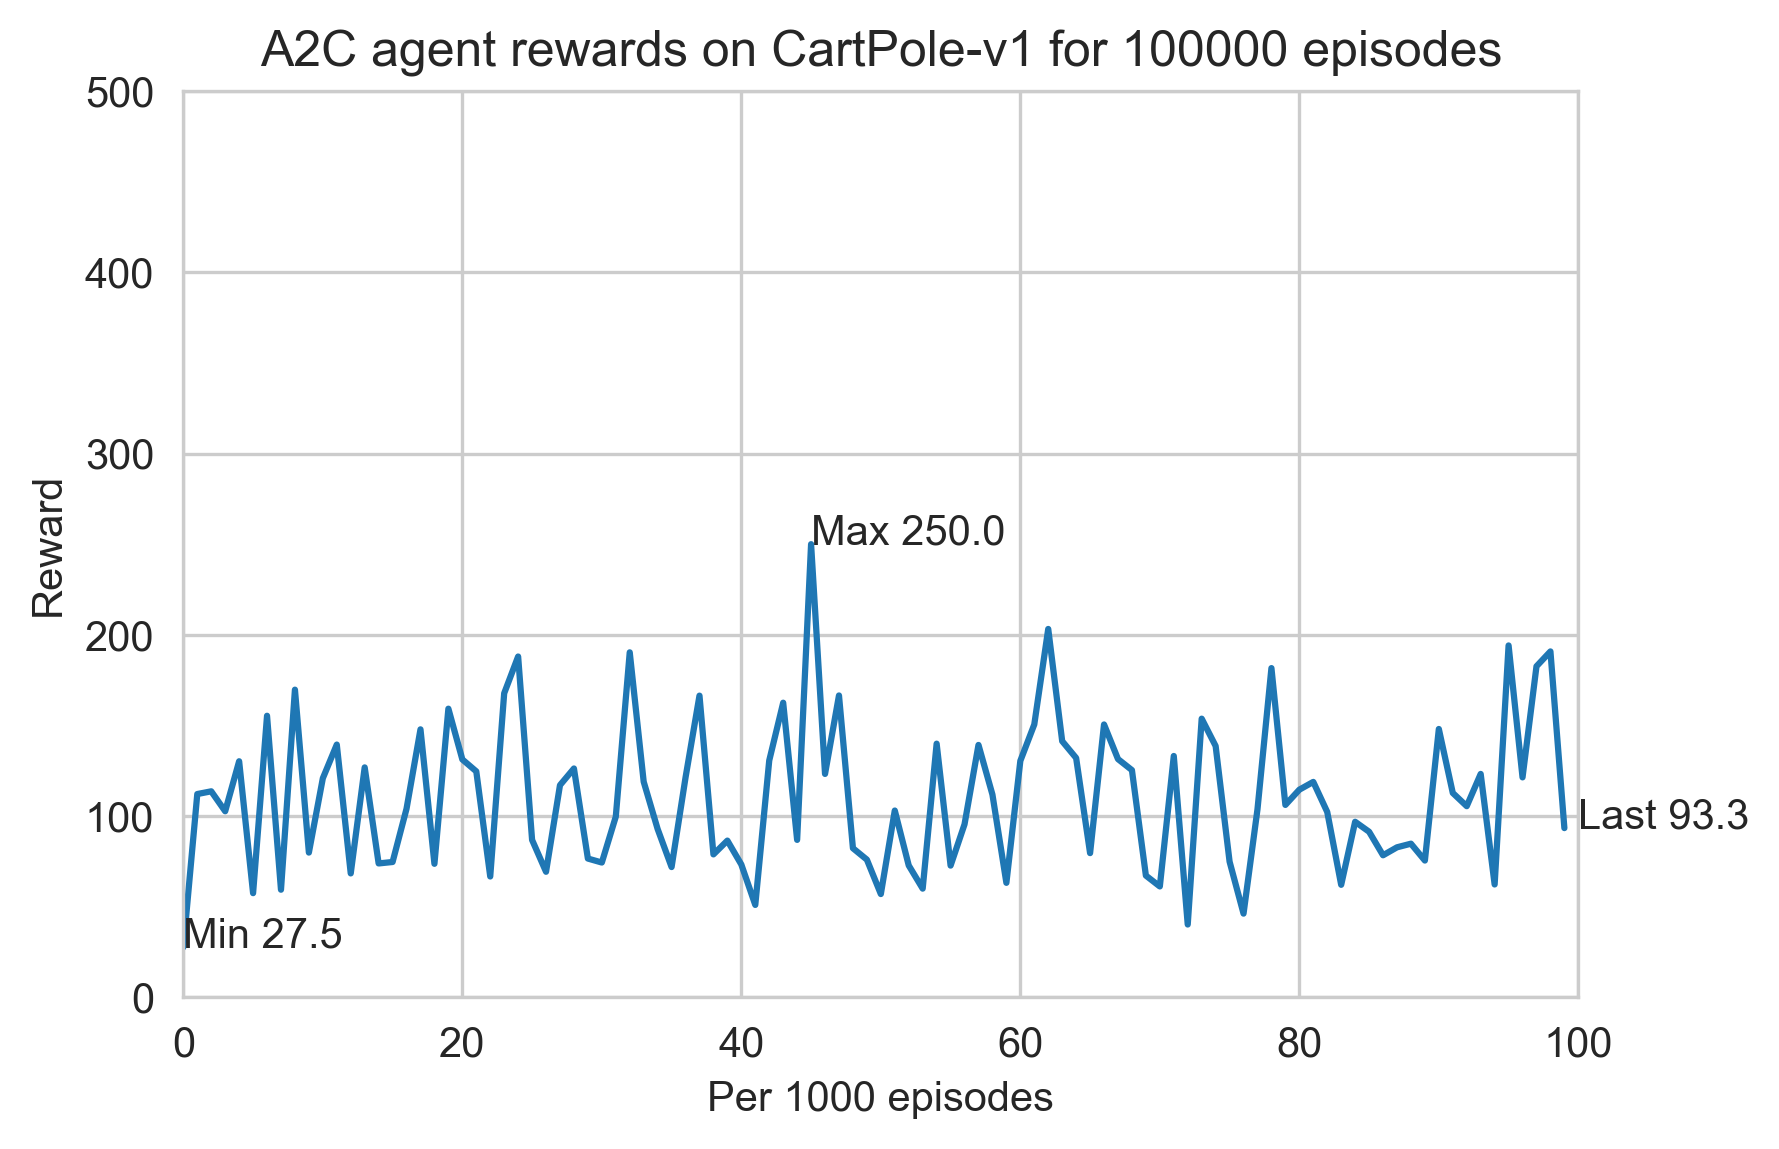 A2C agent rewards on CartPole-v1 for 100000 episodes
500
400
300
200
100
0
Reward
Max 250.0
Last 93.3
Min 27.5
0 20 40 60 80 100
Per 1000 episodes